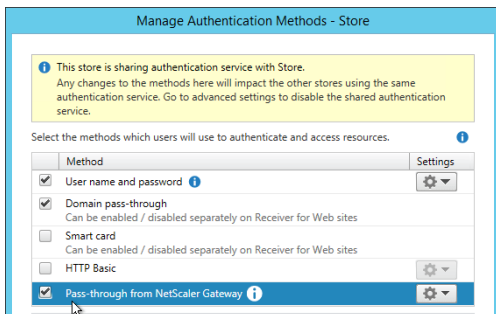 Manage Authentication Methods - Store
This store is sharing authentication service with Store.
Any changes to the methods here will impact the other stores using the same
authentication service. Go to advanced settings to disable the shared authentication
service.
Select the methods which users will use to authenticate and access resources.
Method Settings
User name and password
Domain pass-through
Can be enabled / disabled separately on Receiver for Web sites
Smart card
Can be enabled / disabled separately on Receiver for Web sites
HTTP Basic
Pass-through from NetScaler Gateway